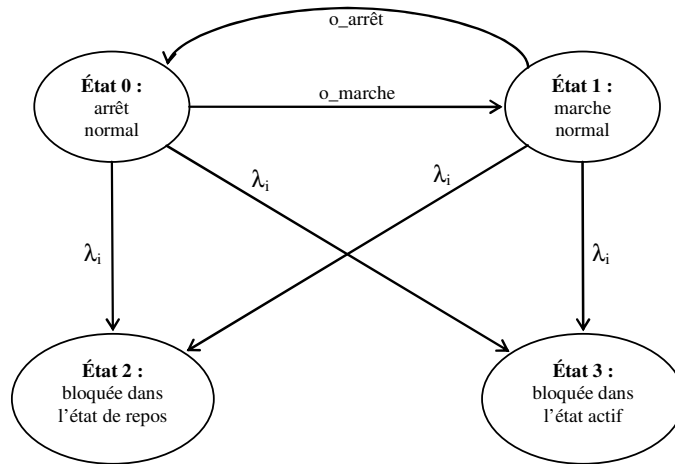 o_arrêt
État 0 :
arrêt
normal
o_marche
État 1 :
marche
normal
λi
λi
λi
λi
État 2 :
bloquée dans
l’état de repos
État 3 :
bloquée dans
l’état actif